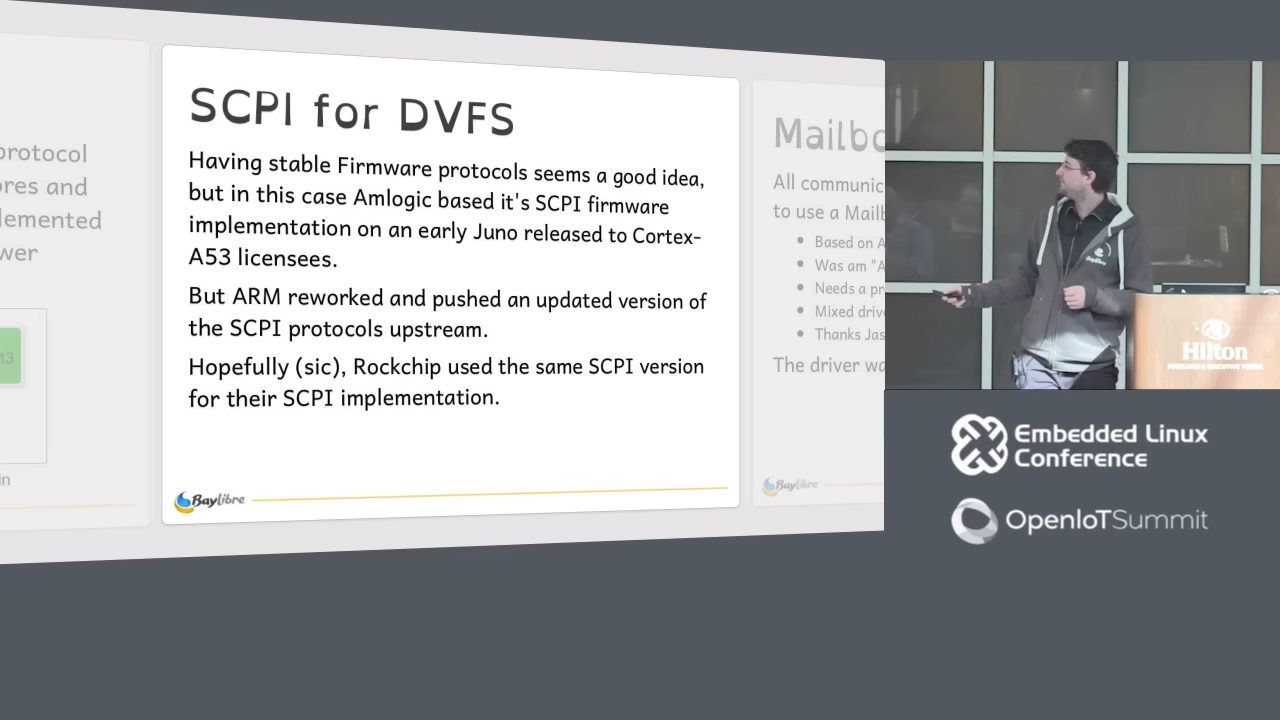 protocol
ores and
lemented
wer
M3
in
SCPI for DVFS
Having stable Firmware protocols seems a good idea,
but in this case Amlogic based it's SCPI firmware
implementation on an early Juno released to Cortex-
A53 licensees.
But ARM reworked and pushed an updated version of
the SCPI protocols upstream.
Hopefully (sic), Rockchip used the same SCPI version
for their SCPI implementation.
BayLibre
Mailbo
All communic
to use a Mailb
Based on A
Was am "A
Needs a pr
Mixed drive
Thanks Jas
The driver wa
BayLibre
BayLibre
Hilton
Embedded Linux
Conference
OpenIoTSummit